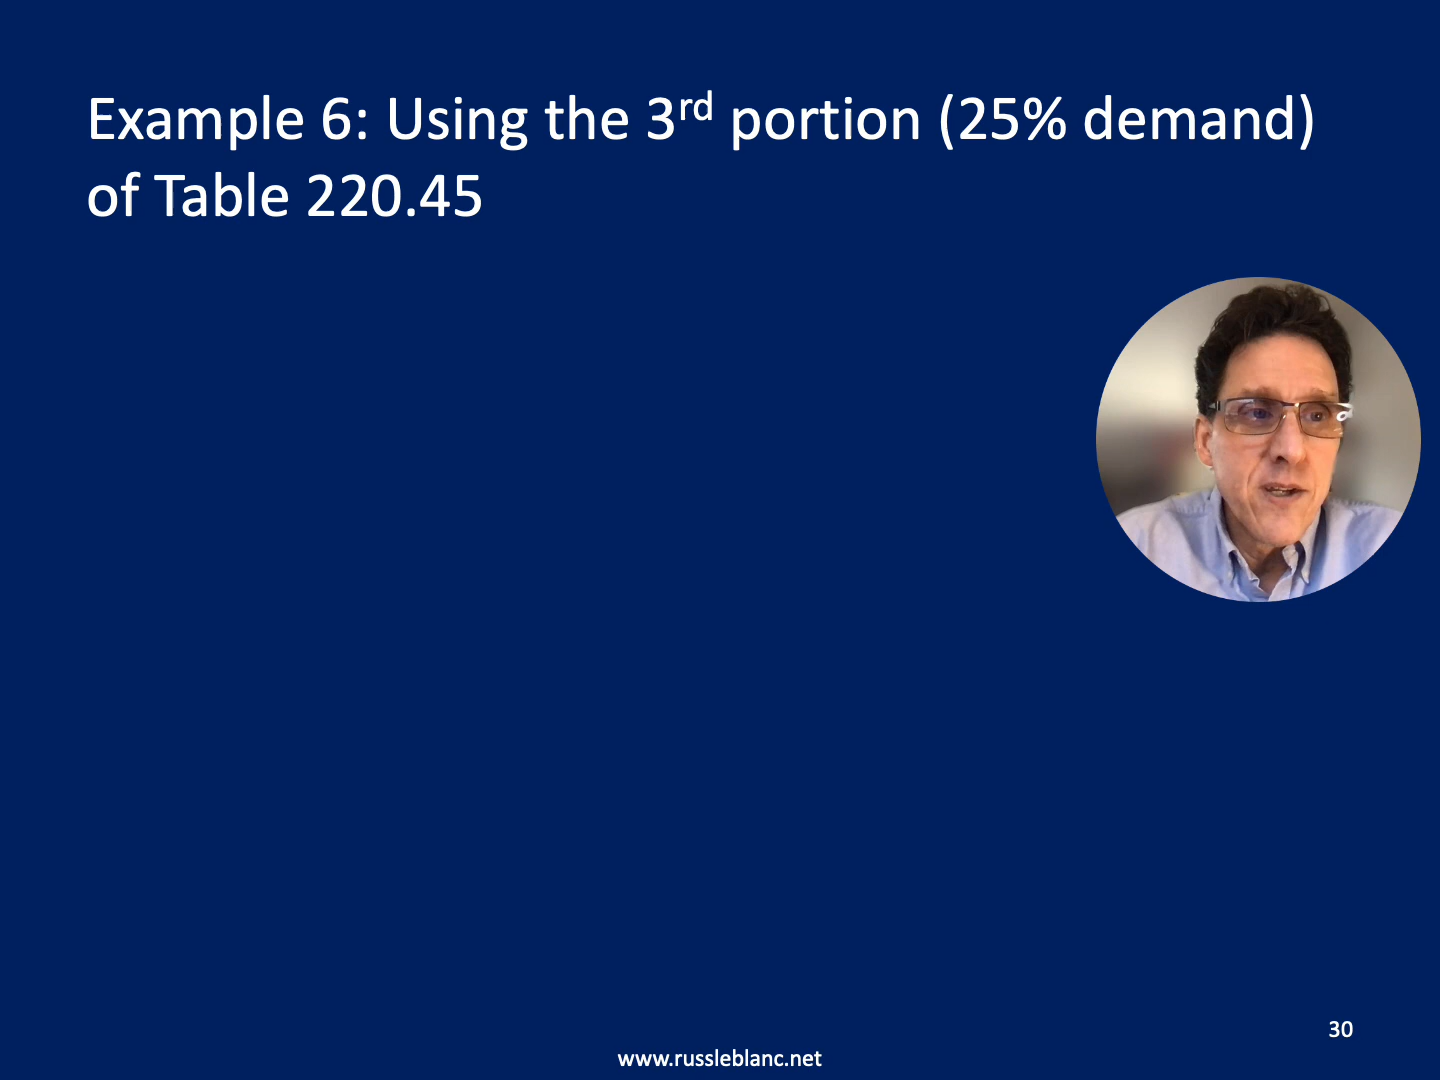 Example 6: Using the 3rd portion (25% demand)
of Table 220.45
30
www.russleblanc.net